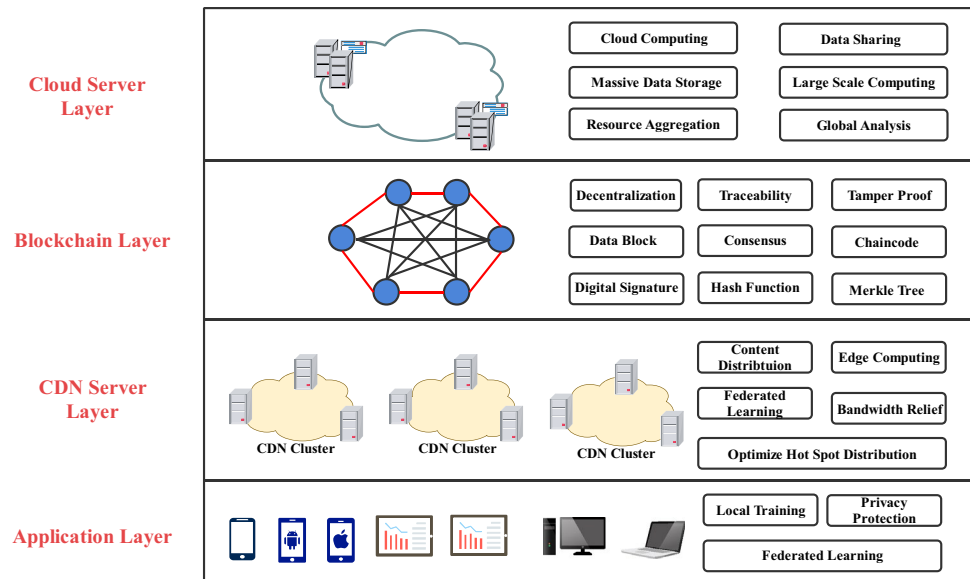 Cloud Server
Layer
Cloud Computing
Data Sharing
Massive Data Storage
Large Scale Computing
Resource Aggregation
Global Analysis
Blockchain Layer
Decentralization
Traceability
Tamper Proof
Data Block
Consensus
Chaincode
Digital Signature
Hash Function
Merkle Tree
CDN Server
Layer
CDN Cluster
CDN Cluster
CDN Cluster
Content
Distribtuion
Edge Computing
Federated
Learning
Bandwidth Relief
Optimize Hot Spot Distribution
Application Layer
Local Training
Privacy
Protection
Federated Learning